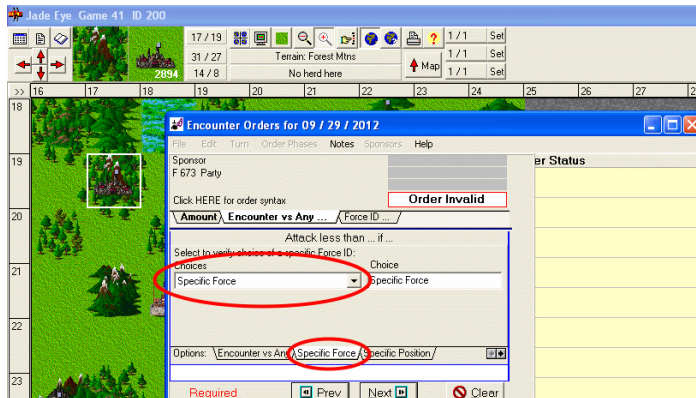 Jade Eye Game 41 ID 200
17 / 19
1 / 1 Set
31 / 27 Terrain: Forest Mtns
Map
1 / 1 Set
2894 14 / 8 No herd here
1 / 1 Set
>> 16 17 18 19 20 21 22 23 24 25 26 27
18
Encounter Orders for 09 / 29 / 2012
File Edit Turn Order Phases Notes Sponsors Help
19
Sponsor
er Status
F 673 Party
Click HERE for order syntax
Order Invalid
20
Amount Encounter vs Any ... Force ID ...
Attack less than ... if ...
Select to verify choice of a specific Force ID:
21
Choices Choice
Specific Force Specific Force
22
Options: Encounter vs Any Specific Force Specific Position
23
Required Prev Next Clear